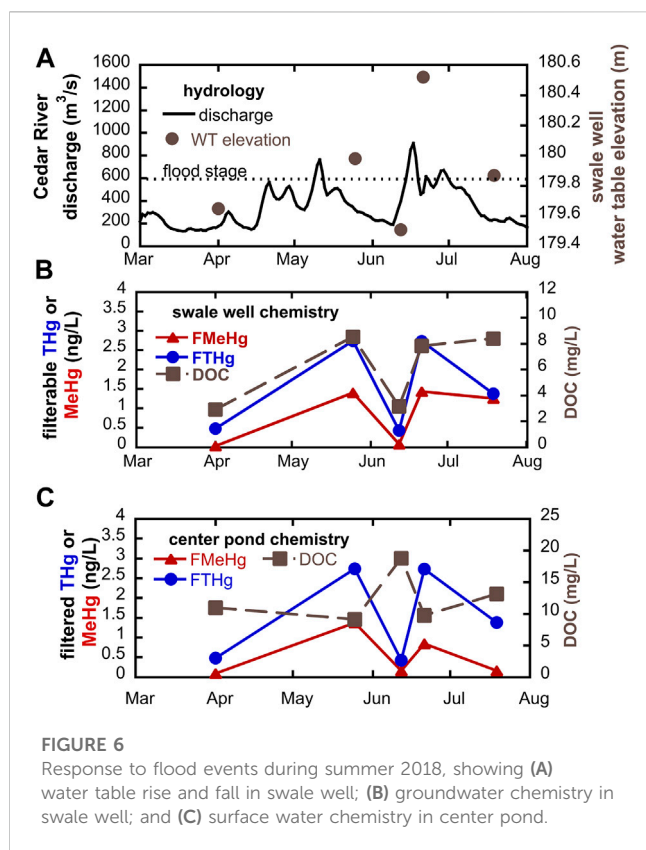 A
Cedar River
discharge (m³/s)
1600
1400
1200
1000
800
600
400
200
0
hydrology
discharge
WT elevation
flood stage
180.6
180.4
180.2
180
179.8
179.6
179.4
swale well
water table elevation (m)
Mar Apr May Jun Jul Aug
B
filterable THg or
MeHg (ng/L)
4
3.5
3
2.5
2
1.5
1
0.5
0
swale well chemistry
FMeHg
FTHg
DOC
12
10
8
6
4
2
0
DOC (mg/L)
Mar Apr May Jun Jul Aug
C
filtered THg or
MeHg (ng/L)
4
3.5
3
2.5
2
1.5
1
0.5
0
center pond chemistry
FMeHg DOC
FTHg
25
20
15
10
5
0
DOC (mg/L)
Mar Apr May Jun Jul Aug
FIGURE 6
Response to flood events during summer 2018, showing (A)
water table rise and fall in swale well; (B) groundwater chemistry in
swale well; and (C) surface water chemistry in center pond.